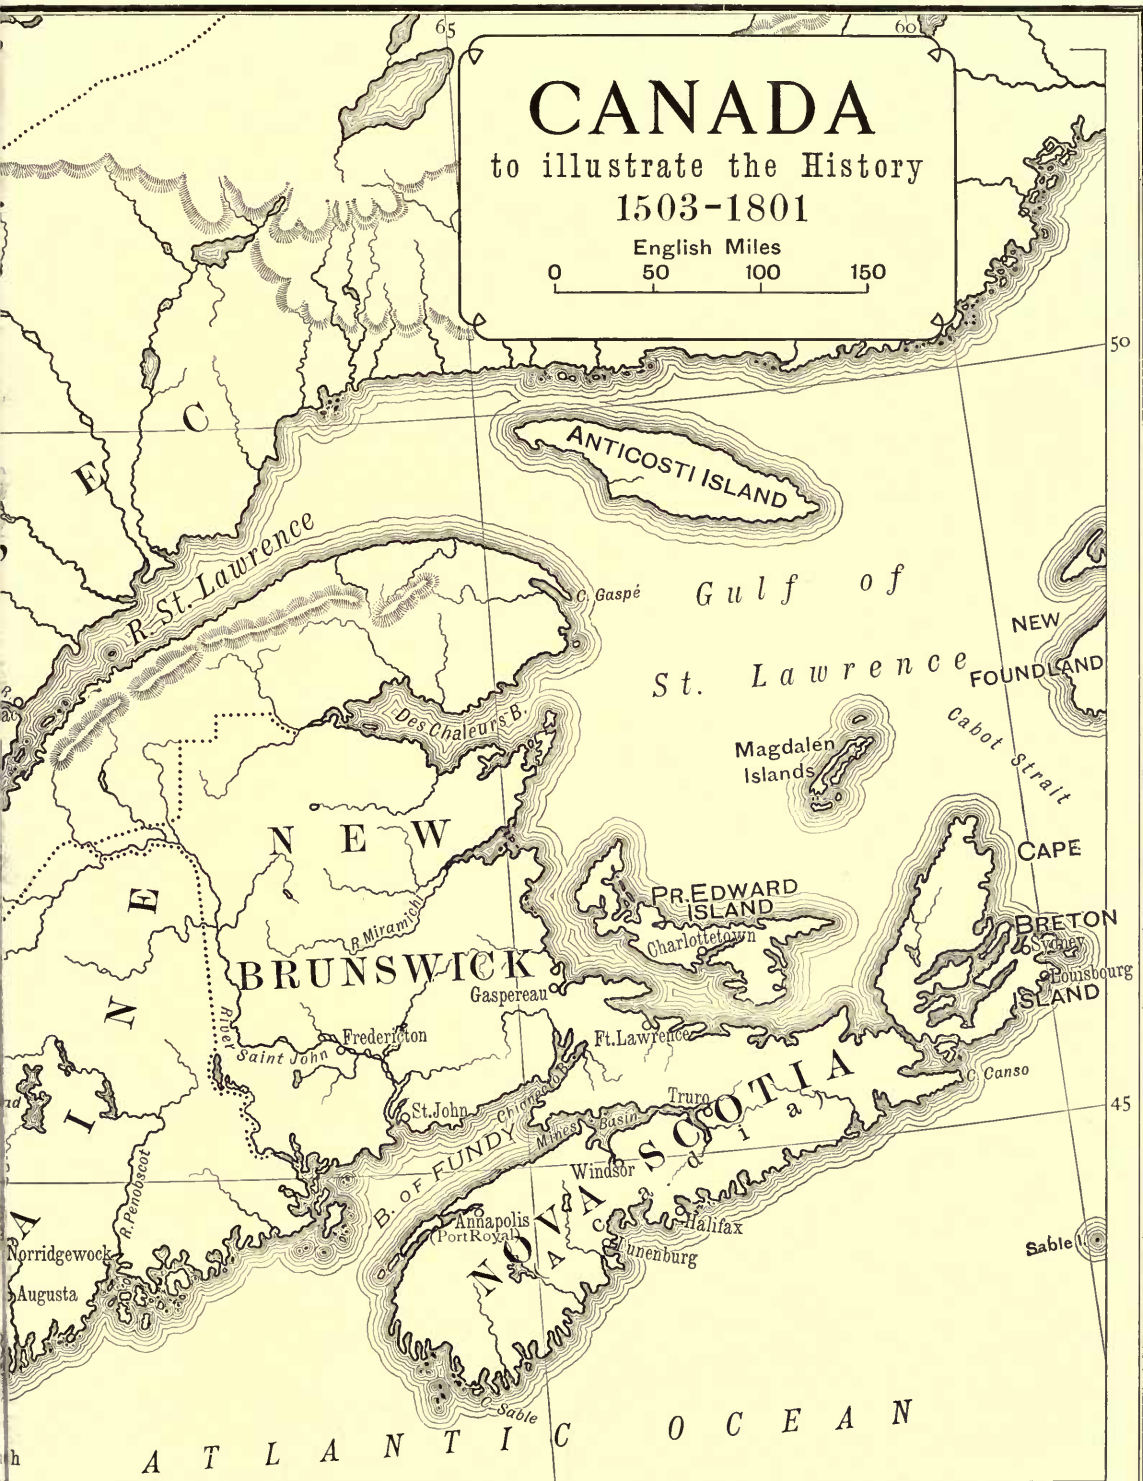 65
60
CANADA
to illustrate the History
1503-1801
English Miles
0 50 100 150
50
E C
ANTICOSTI ISLAND
R. St. Lawrence
C. Gaspé
Gulf of
St. Lawrence
NEW
FOUNDLAND
Cabot Strait
Des Chaleurs B.
Magdalen
Islands
NEW
BRUNSWICK
R. Miramichi
PR. EDWARD
ISLAND
Charlottetown
CAPE
BRETON
ISLAND
Sydney
Louisbourg
Gaspereau
River
Saint John
Fredericton
Ft. Lawrence
C. Canso
St. John
Chignecto B.
Truro
45
Mines Basin
B. OF FUNDY
Windsor
NOVA SCOTIA
Acadia)
A I N E
R. Penobscot
Annapolis
(Port Royal)
Halifax
Lunenburg
Norridgewock
Augusta
Sable I.
C. Sable
ATLANTIC OCEAN